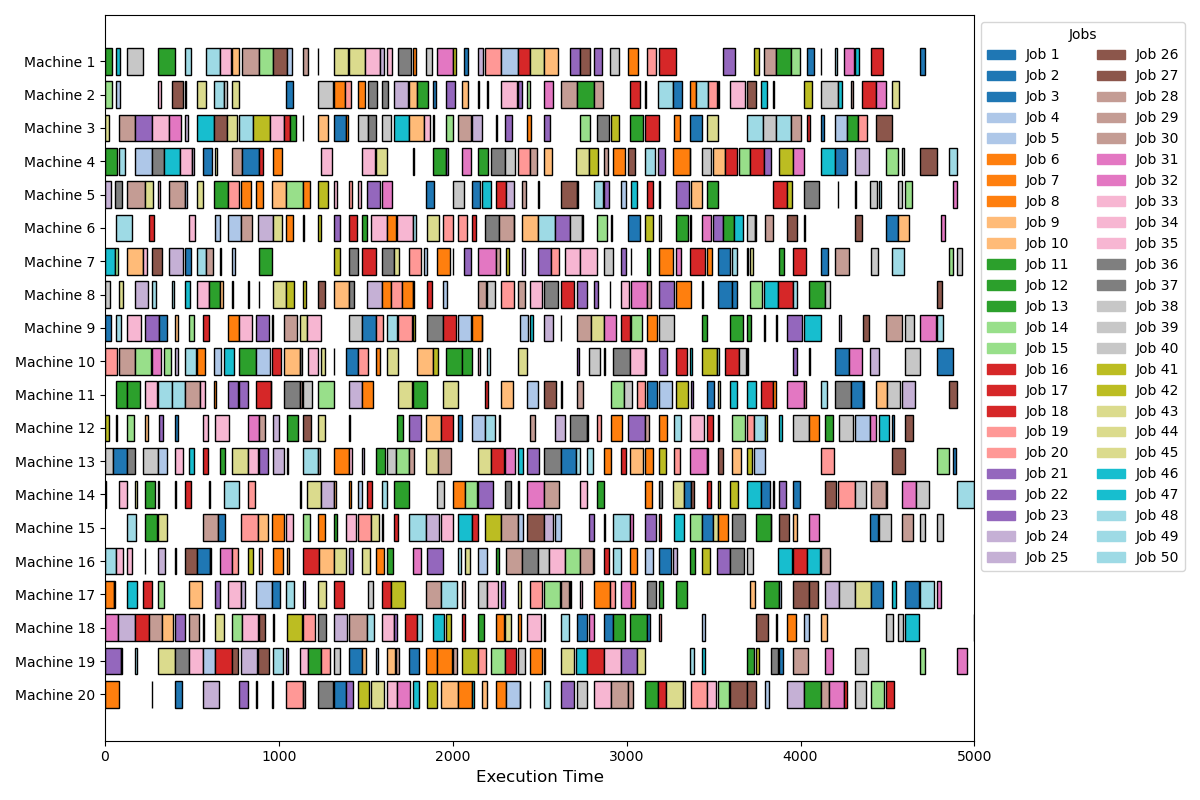 Machine 1
Machine 2
Machine 3
Machine 4
Machine 5
Machine 6
Machine 7
Machine 8
Machine 9
Machine 10
Machine 11
Machine 12
Machine 13
Machine 14
Machine 15
Machine 16
Machine 17
Machine 18
Machine 19
Machine 20
0 1000 2000 3000 4000 5000
Execution Time
Jobs
Job 1 Job 26
Job 2 Job 27
Job 3 Job 28
Job 4 Job 29
Job 5 Job 30
Job 6 Job 31
Job 7 Job 32
Job 8 Job 33
Job 9 Job 34
Job 10 Job 35
Job 11 Job 36
Job 12 Job 37
Job 13 Job 38
Job 14 Job 39
Job 15 Job 40
Job 16 Job 41
Job 17 Job 42
Job 18 Job 43
Job 19 Job 44
Job 20 Job 45
Job 21 Job 46
Job 22 Job 47
Job 23 Job 48
Job 24 Job 49
Job 25 Job 50